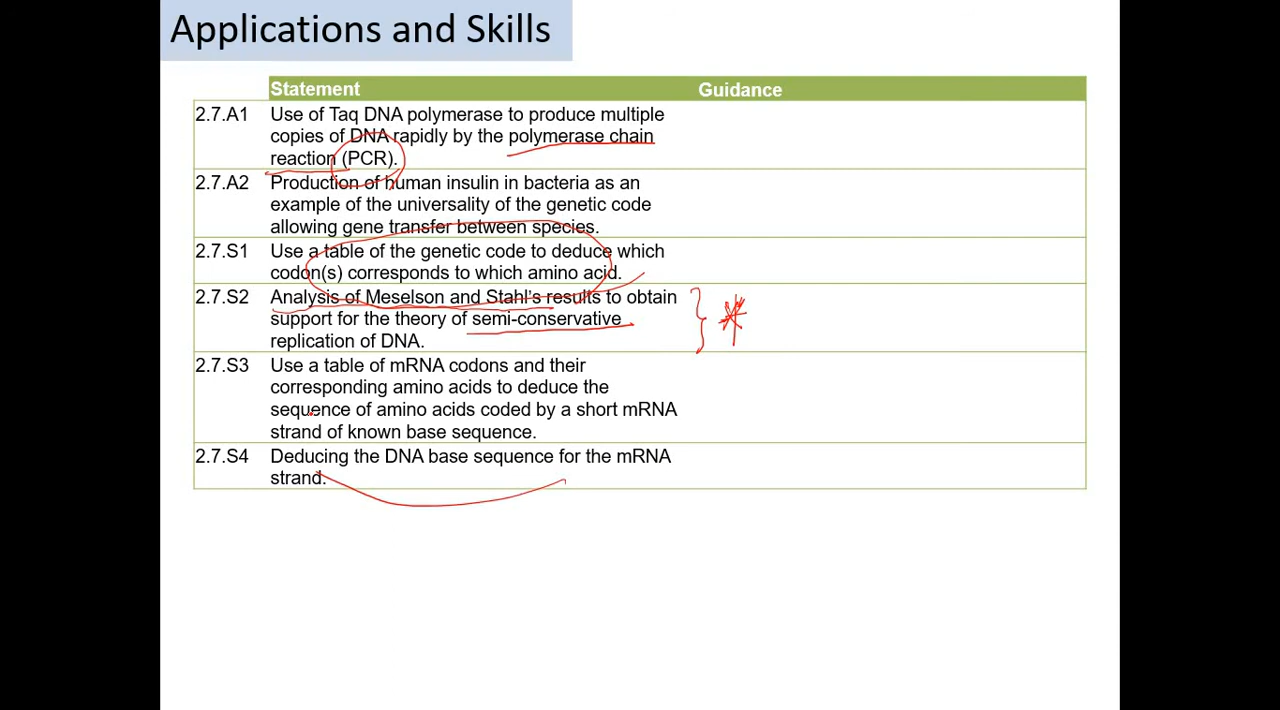 Applications and Skills
Statement
Guidance
2.7.A1
Use of Taq DNA polymerase to produce multiple
copies of DNA rapidly by the polymerase chain
reaction (PCR).
2.7.A2
Production of human insulin in bacteria as an
example of the universality of the genetic code
allowing gene transfer between species.
2.7.S1
Use a table of the genetic code to deduce which
codon(s) corresponds to which amino acid.
2.7.S2
Analysis of Meselson and Stahl's results to obtain
support for the theory of semi-conservative
replication of DNA.
2.7.S3
Use a table of mRNA codons and their
corresponding amino acids to deduce the
sequence of amino acids coded by a short mRNA
strand of known base sequence.
2.7.S4
Deducing the DNA base sequence for the mRNA
strand.